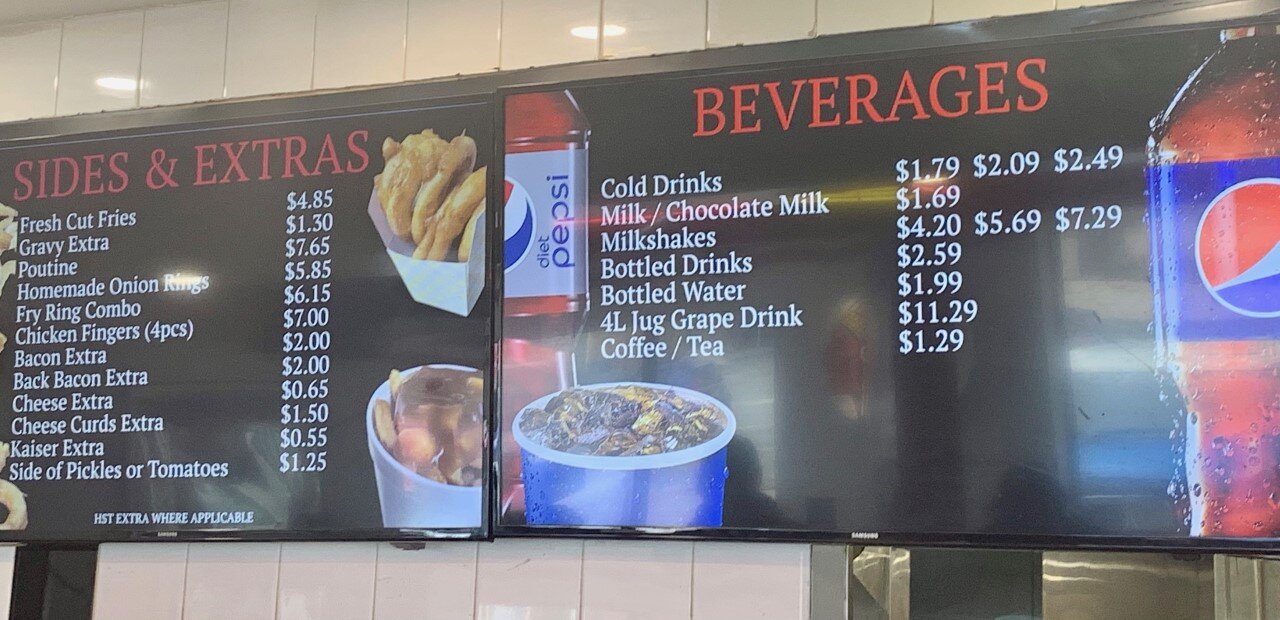 SIDES & EXTRAS
Fresh Cut Fries $4.85
Gravy Extra $1.30
Poutine $7.65
Homemade Onion Rings $5.85
Fry Ring Combo $6.15
Chicken Fingers (4pcs) $7.00
Bacon Extra $2.00
Back Bacon Extra $2.00
Cheese Extra $0.65
Cheese Curds Extra $1.50
Kaiser Extra $0.55
Side of Pickles or Tomatoes $1.25
HST EXTRA WHERE APPLICABLE
SAMSUNG
diet
pepsi
BEVERAGES
Cold Drinks $1.79 $2.09 $2.49
Milk / Chocolate Milk $1.69
Milkshakes $4.20 $5.69 $7.29
Bottled Drinks $2.59
Bottled Water $1.99
4L Jug Grape Drink $11.29
Coffee / Tea $1.29
SAMSUNG